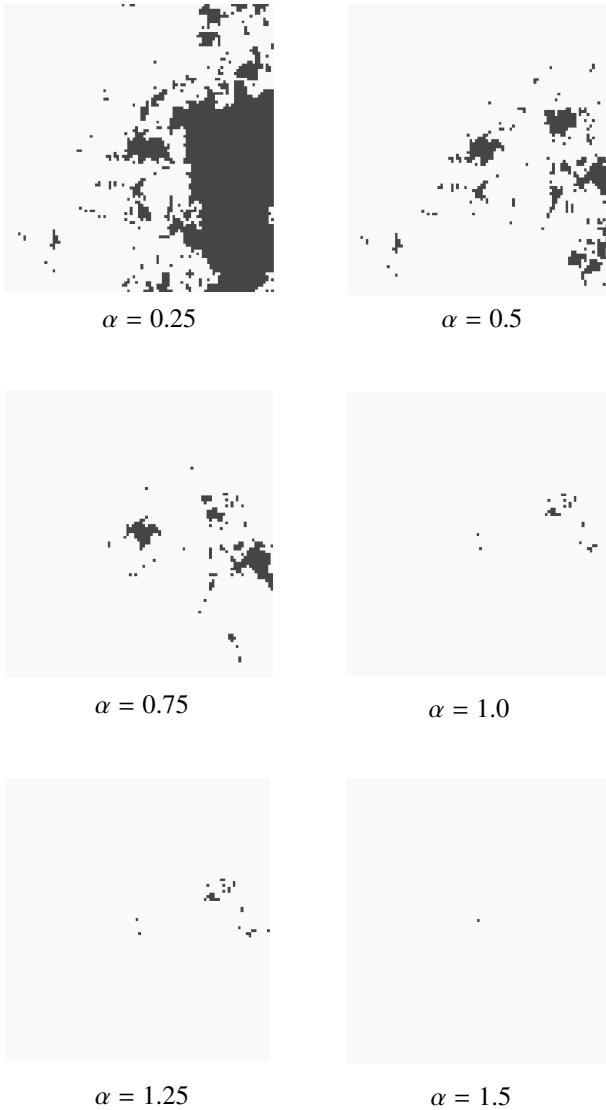 α = 0.25
α = 0.5
α = 0.75
α = 1.0
α = 1.25
α = 1.5